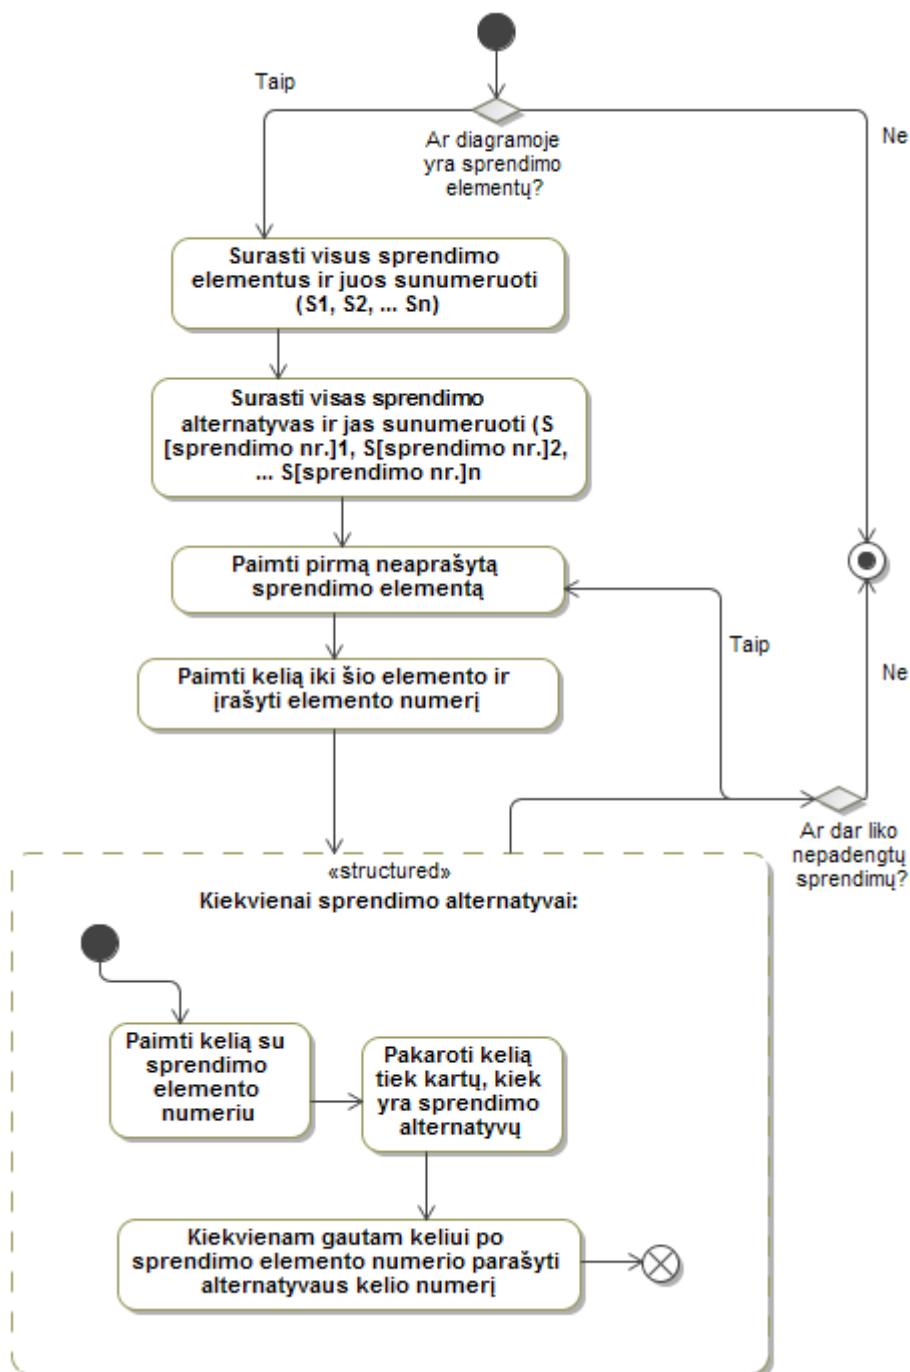 Taip
Ne
Ar diagramoje
yra sprendimo
elementų?
Surasti visus sprendimo
elementus ir juos sunumeruoti
(S1, S2, ... Sn)
Surasti visas sprendimo
alternatyvas ir jas sunumeruoti (S
[sprendimo nr.]1, S[sprendimo nr.]2,
... S[sprendimo nr.]n
Paimti pirmą neaprašytą
sprendimo elementą
Taip
Ne
Paimti kelią iki šio elemento ir
įrašyti elemento numerį
Ar dar liko
nepadengtų
sprendimų?
«structured»
Kiekvienai sprendimo alternatyvai:
Paimti kelią su
sprendimo
elemento
numeriu
Pakaroti kelią
tiek kartų, kiek
yra sprendimo
alternatyvų
Kiekvienam gautam keliui po
sprendimo elemento numerio parašyti
alternatyvaus kelio numerį